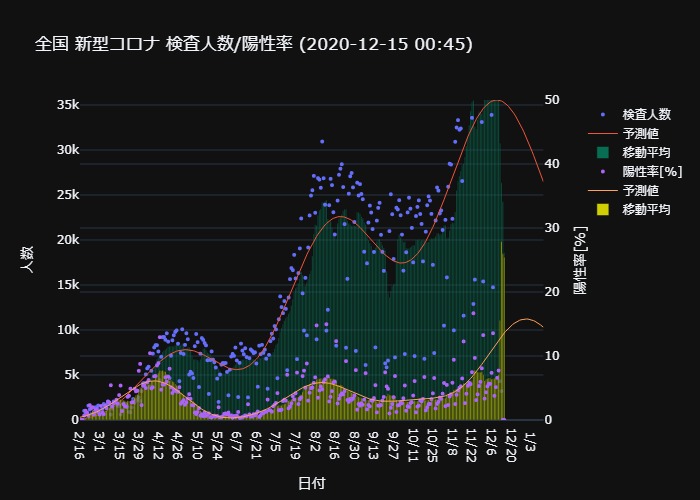 全国 新型コロナ 検査人数/陽性率 (2020-12-15 00:45)
35k
30k
25k
20k
15k
10k
5k
0
人数
50
40
30
20
10
0
陽性率[%]
検査人数
予測値
移動平均
陽性率[%]
予測値
移動平均
2/16
3/1
3/15
3/29
4/12
4/26
5/10
5/24
6/7
6/21
7/5
7/19
8/2
8/16
8/30
9/13
9/27
10/11
10/25
11/8
11/22
12/6
12/20
1/3
日付